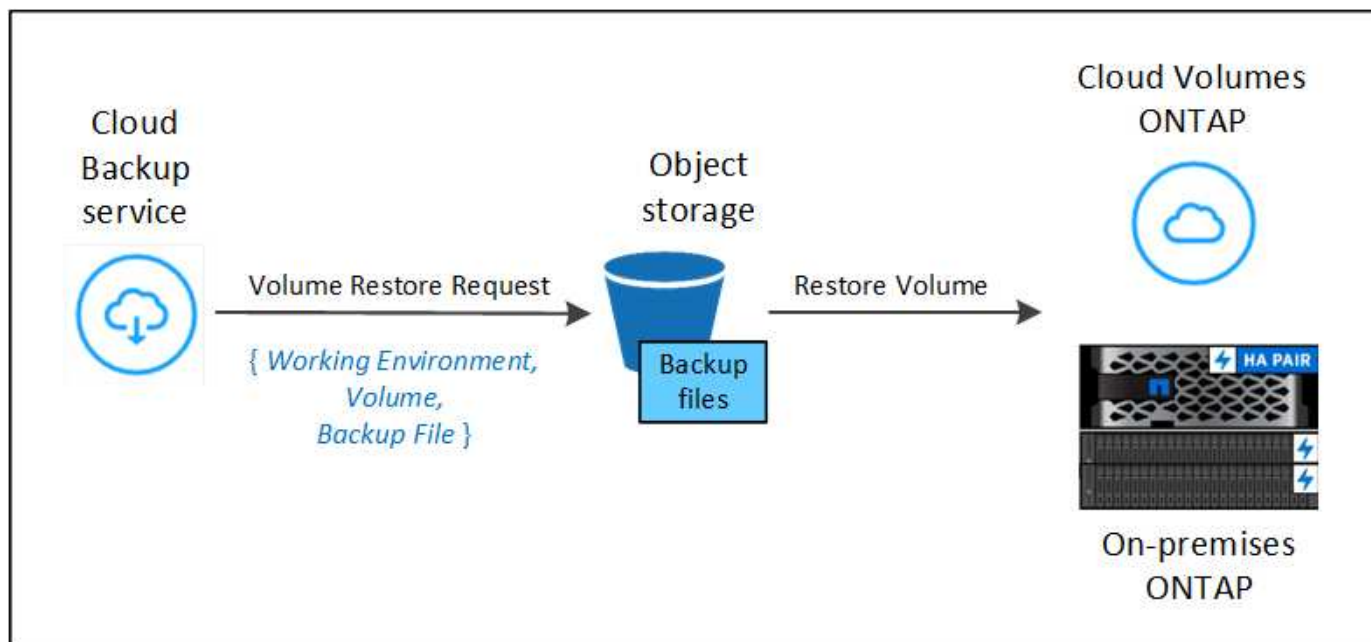 Cloud
Backup
service
Volume Restore Request
{ Working Environment,
Volume,
Backup File }
Object
storage
Backup
files
Restore Volume
Cloud Volumes
ONTAP
HA PAIR
On-premises
ONTAP